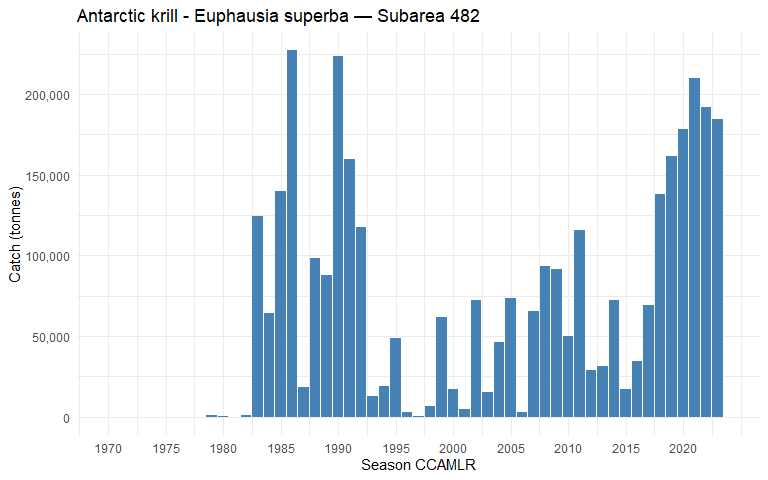 Antarctic krill - Euphausia superba — Subarea 482
Catch (tonnes)
200,000
150,000
100,000
50,000
0
1970 1975 1980 1985 1990 1995 2000 2005 2010 2015 2020
Season CCAMLR